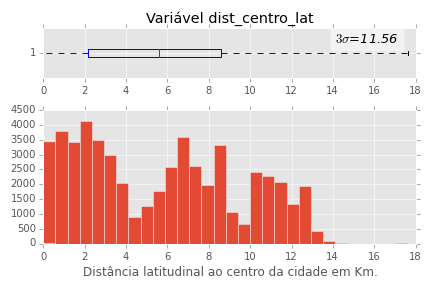 Variável dist_centro_lat
3σ=11.56
1
0 2 4 6 8 10 12 14 16 18
4500
4000
3500
3000
2500
2000
1500
1000
500
0
0 2 4 6 8 10 12 14 16 18
Distância latitudinal ao centro da cidade em Km.